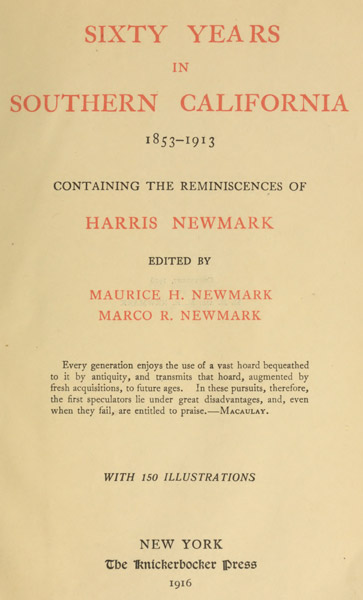 SIXTY YEARS
IN
SOUTHERN CALIFORNIA
1853–1913
CONTAINING THE REMINISCENCES OF
HARRIS NEWMARK
EDITED BY
MAURICE H. NEWMARK
MARCO R. NEWMARK
Every generation enjoys the use of a vast hoard bequeathed
to it by antiquity, and transmits that hoard, augmented by
fresh acquisitions, to future ages. In these pursuits, therefore,
the first speculators lie under great disadvantages, and, even
when they fail, are entitled to praise.—MACAULAY.
WITH 150 ILLUSTRATIONS
NEW YORK
The Knickerbocker Press
1916